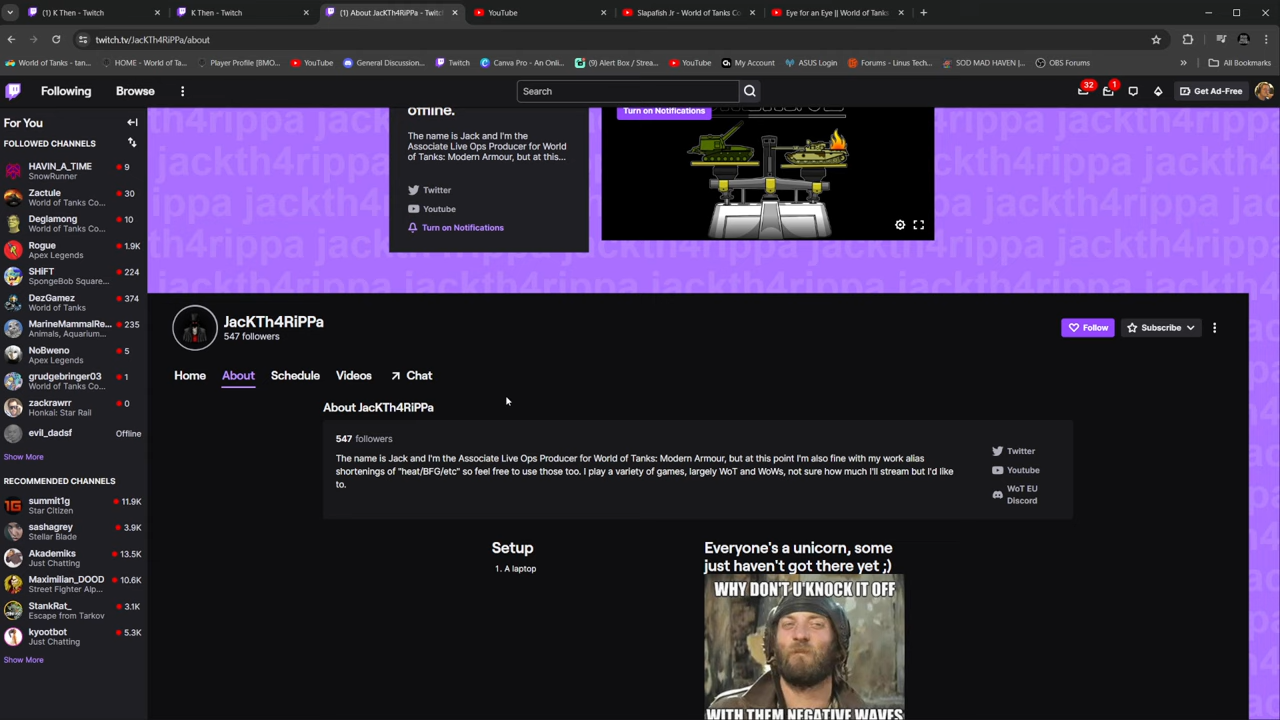 (1) K Then - Twitch
K Then - Twitch
(1) About JacKTh4RiPPa - Twitch
YouTube
Slapafish Jr - World of Tanks Co
Eye for an Eye || World of Tanks
twitch.tv/JacKTh4RiPPa/about
World of Tanks - tan...
HOME - World of Ta...
Player Profile [BMO...
YouTube
General Discussion...
Twitch
Canva Pro - An Onli...
(9) Alert Box / Strea...
YouTube
My Account
ASUS Login
Forums - Linus Tech...
SOD MAD HAVEN |...
OBS Forums
All Bookmarks
Following
Browse
Search
32
1
Get Ad-Free
For You
FOLLOWED CHANNELS
HAVIN_A_TIME
9
SnowRunner
Zactule
30
World of Tanks Co...
Deglamong
10
World of Tanks Co...
Rogue
1.9K
Apex Legends
SHiFT
224
SpongeBob Square...
DezGamez
374
World of Tanks
MarineMammalRe...
235
Animals, Aquarium...
NoBweno
5
Apex Legends
grudgebringer03
1
World of Tanks Co...
zackrawrr
0
Honkai: Star Rail
evil_dadsf
Offline
Show More
RECOMMENDED CHANNELS
summit1g
11.9K
Star Citizen
sashagrey
3.9K
Stellar Blade
Akademiks
13.5K
Just Chatting
Maximilian_DOOD
10.6K
Street Fighter Alp...
StankRat_
3.1K
Escape from Tarkov
kyootbot
5.3K
Just Chatting
Show More
offline.
The name is Jack and I'm the
Associate Live Ops Producer for World
of Tanks: Modern Armour, but at this...
Twitter
Youtube
Turn on Notifications
Turn on Notifications
jackth4rippa jackth4rippa
JacKTh4RiPPa
547 followers
Follow
Subscribe
Home
About
Schedule
Videos
Chat
About JacKTh4RiPPa
547 followers
The name is Jack and I'm the Associate Live Ops Producer for World of Tanks: Modern Armour, but at this point I'm also fine with my work alias
shortenings of "heat/BFG/etc" so feel free to use those too. I play a variety of games, largely WoT and WoWs, not sure how much I'll stream but I'd like
to.
Twitter
Youtube
WoT EU
Discord
Setup
1. A laptop
Everyone's a unicorn, some
just haven't got there yet ;)
WHY DON'T U KNOCK IT OFF
WITH THEM NEGATIVE WAVES